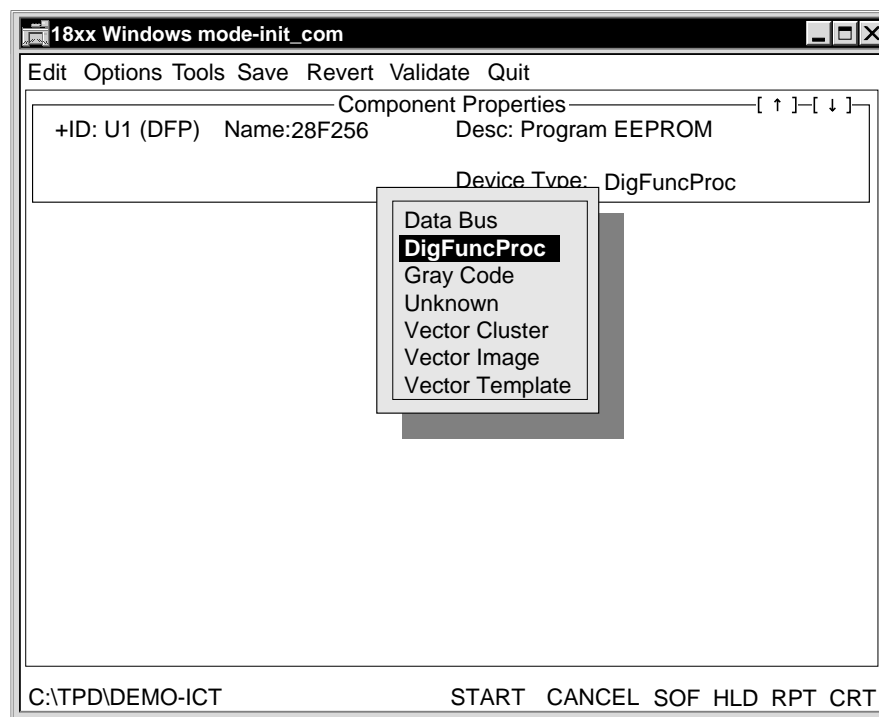 18xx Windows mode-init_com
Edit Options Tools Save Revert Validate Quit
Component Properties [ ↑ ] [ ↓ ]
+ID: U1 (DFP) Name:28F256 Desc: Program EEPROM
Device Type: DigFuncProc
Data Bus
DigFuncProc
Gray Code
Unknown
Vector Cluster
Vector Image
Vector Template
C:\TPD\DEMO-ICT START CANCEL SOF HLD RPT CRT